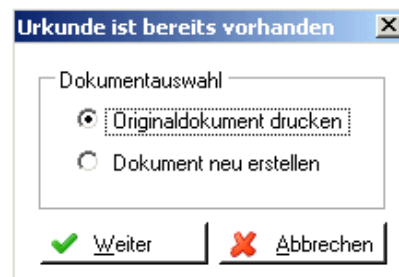 Urkunde ist bereits vorhanden
Dokumentauswahl
Originaldokument drucken
Dokument neu erstellen
Weiter
Abbrechen